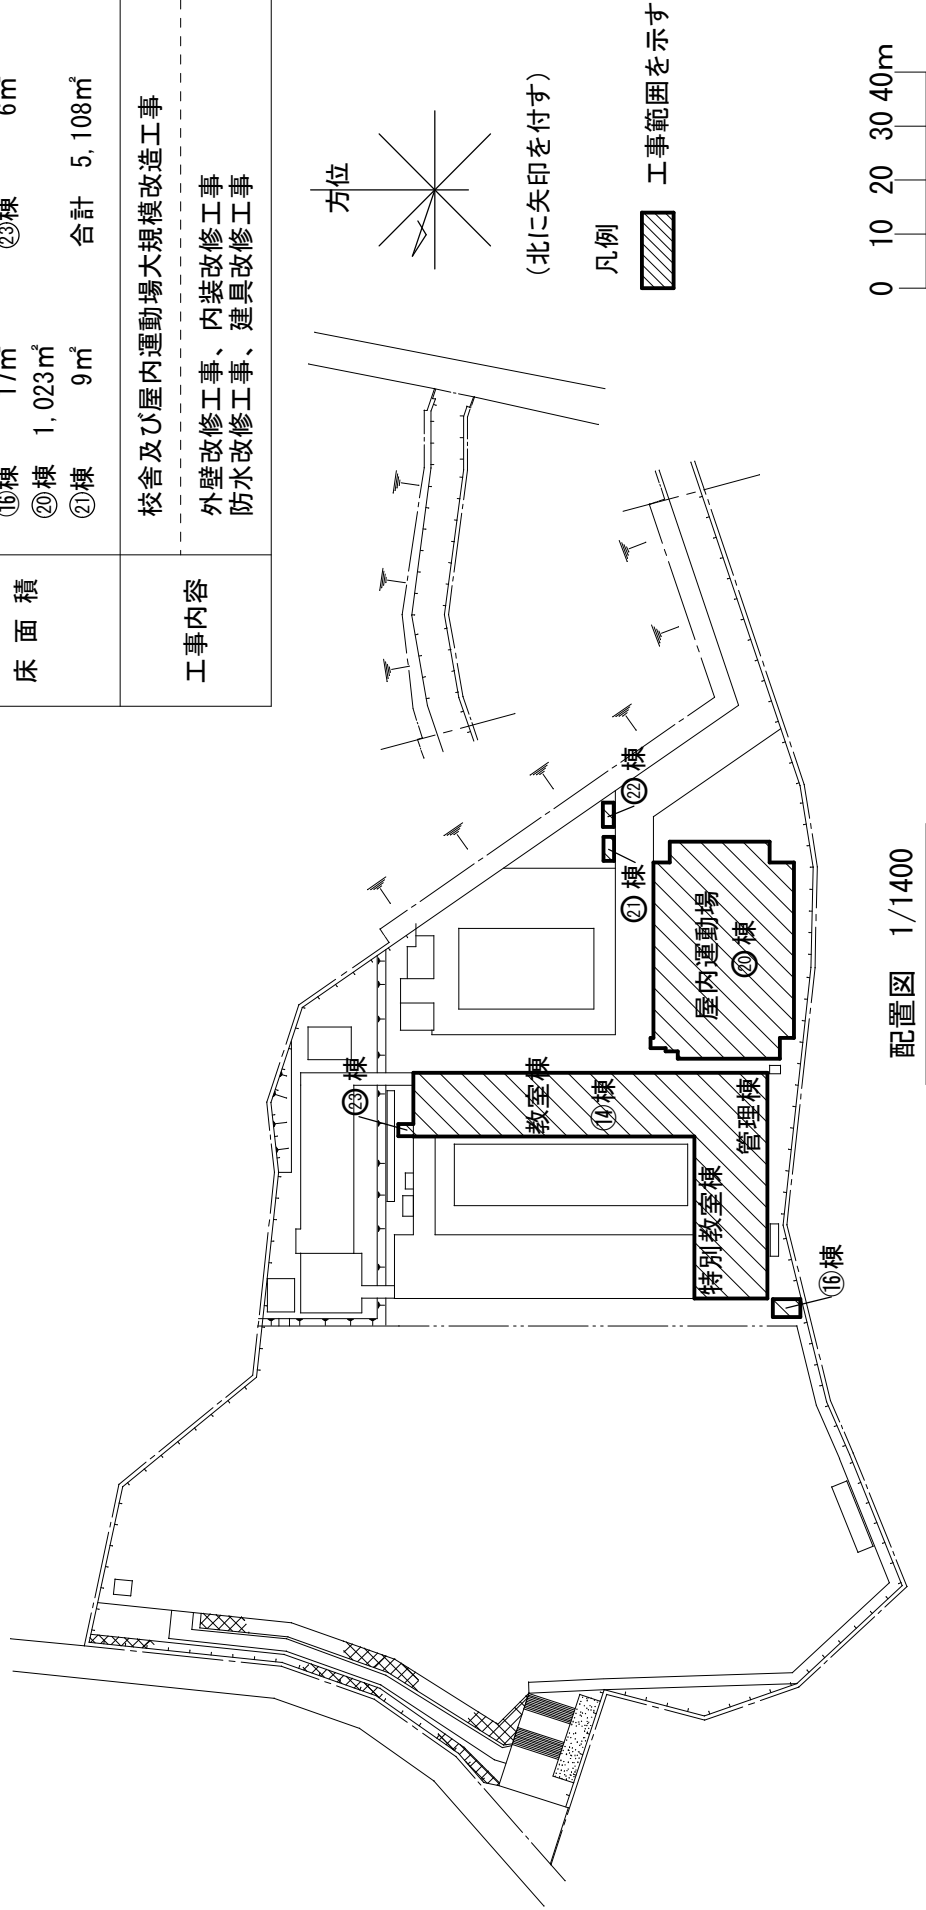 床面積
⑯棟 17㎡
⑳棟 1,023㎡
㉑棟 9㎡
㉓棟 6㎡
合計 5,108㎡
工事内容
校舎及び屋内運動場大規模改造工事
外壁改修工事、内装改修工事
防水改修工事、建具改修工事
方位
(北に矢印を付す)
凡例
工事範囲を示す
0 10 20 30 40m
㉓棟
教室棟
⑭棟
特別教室棟
管理棟
⑯棟
屋内運動場
⑳棟
㉑棟
㉒棟
配置図 1/1400